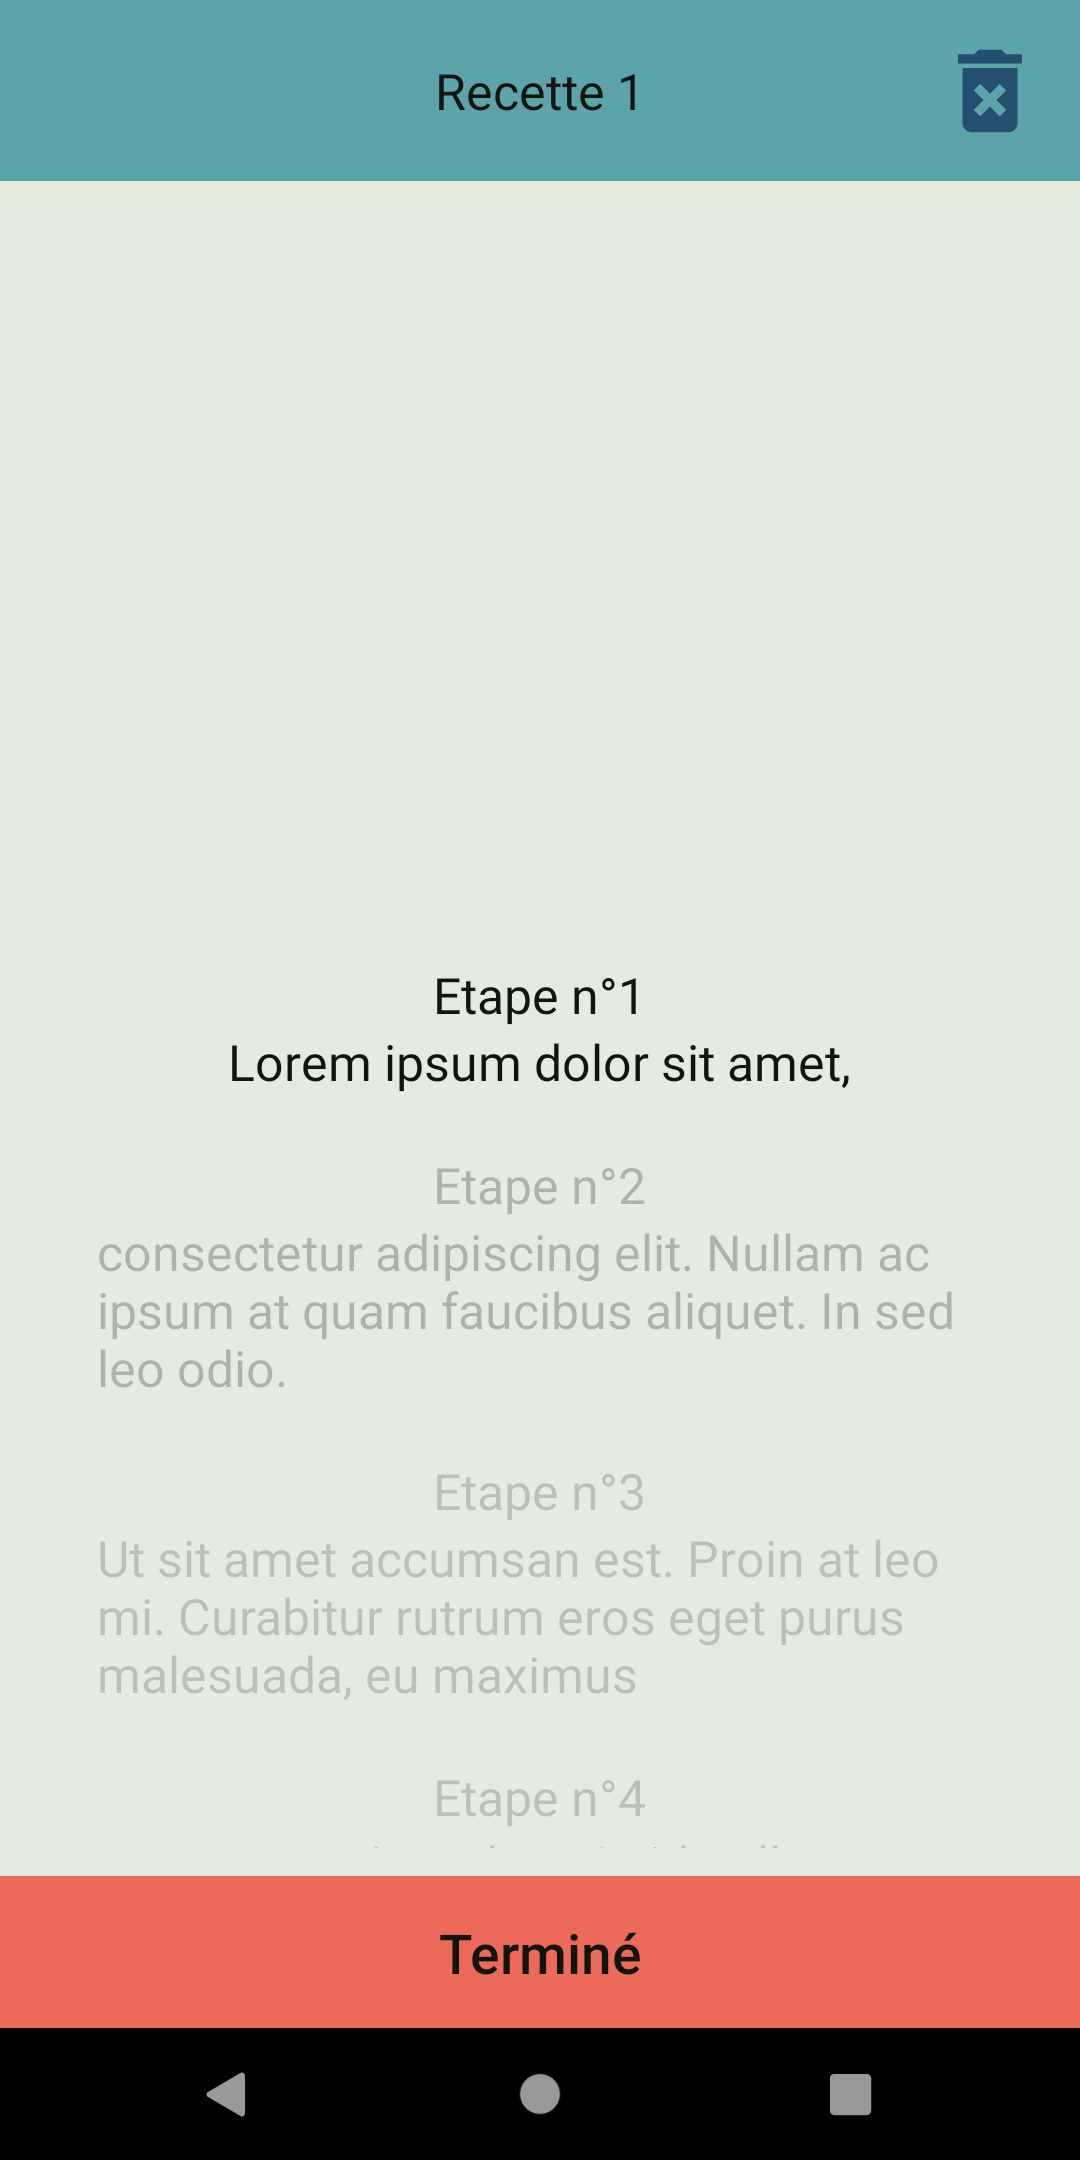 Recette 1
Etape n°1
Lorem ipsum dolor sit amet,
Etape n°2
consectetur adipiscing elit. Nullam ac
ipsum at quam faucibus aliquet. In sed
leo odio.
Etape n°3
Ut sit amet accumsan est. Proin at leo
mi. Curabitur rutrum eros eget purus
malesuada, eu maximus
Etape n°4
Terminé